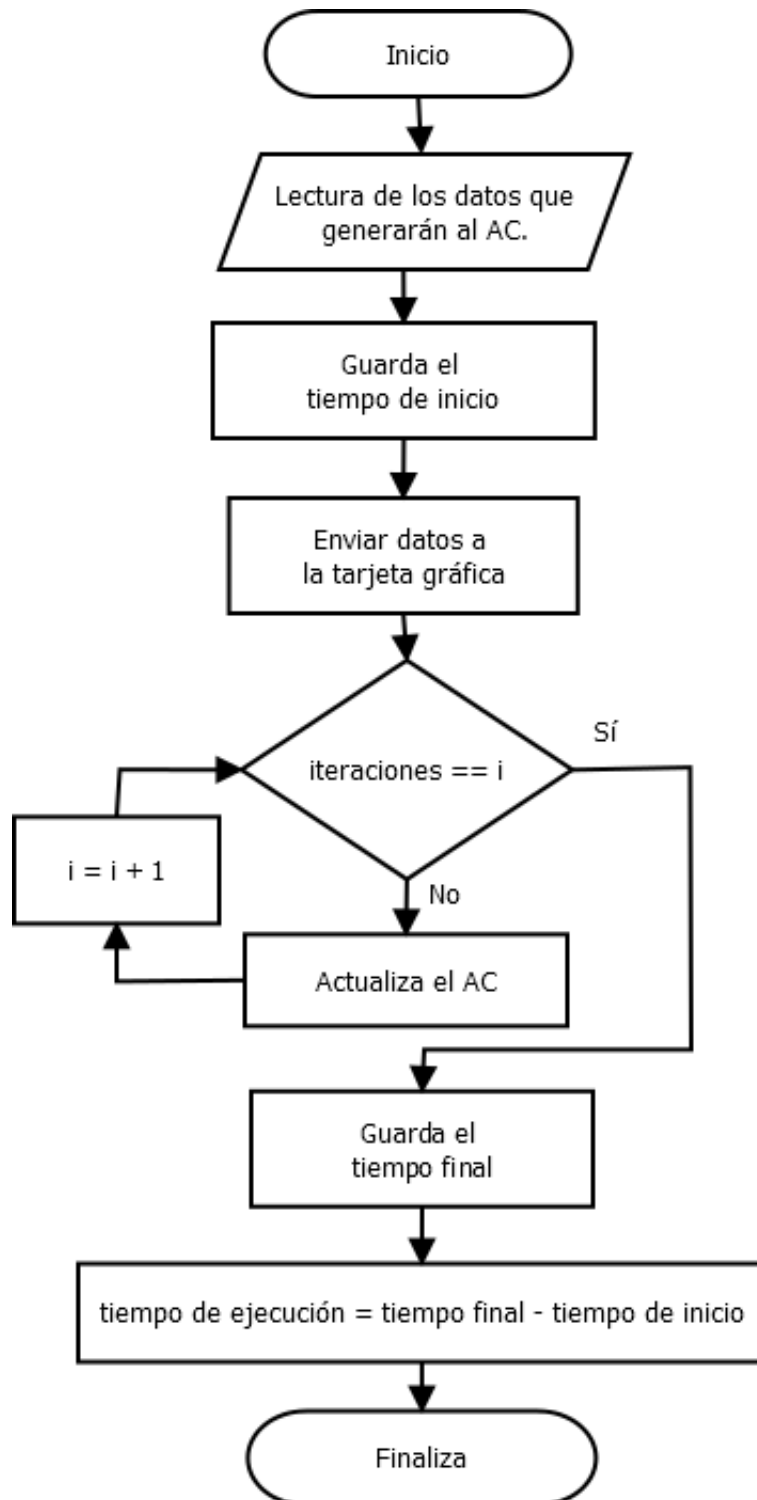 Inicio
Lectura de los datos que
generarán al AC.
Guarda el
tiempo de inicio
Enviar datos a
la tarjeta gráfica
Sí
iteraciones == i
i = i + 1
No
Actualiza el AC
Guarda el
tiempo final
tiempo de ejecución = tiempo final - tiempo de inicio
Finaliza